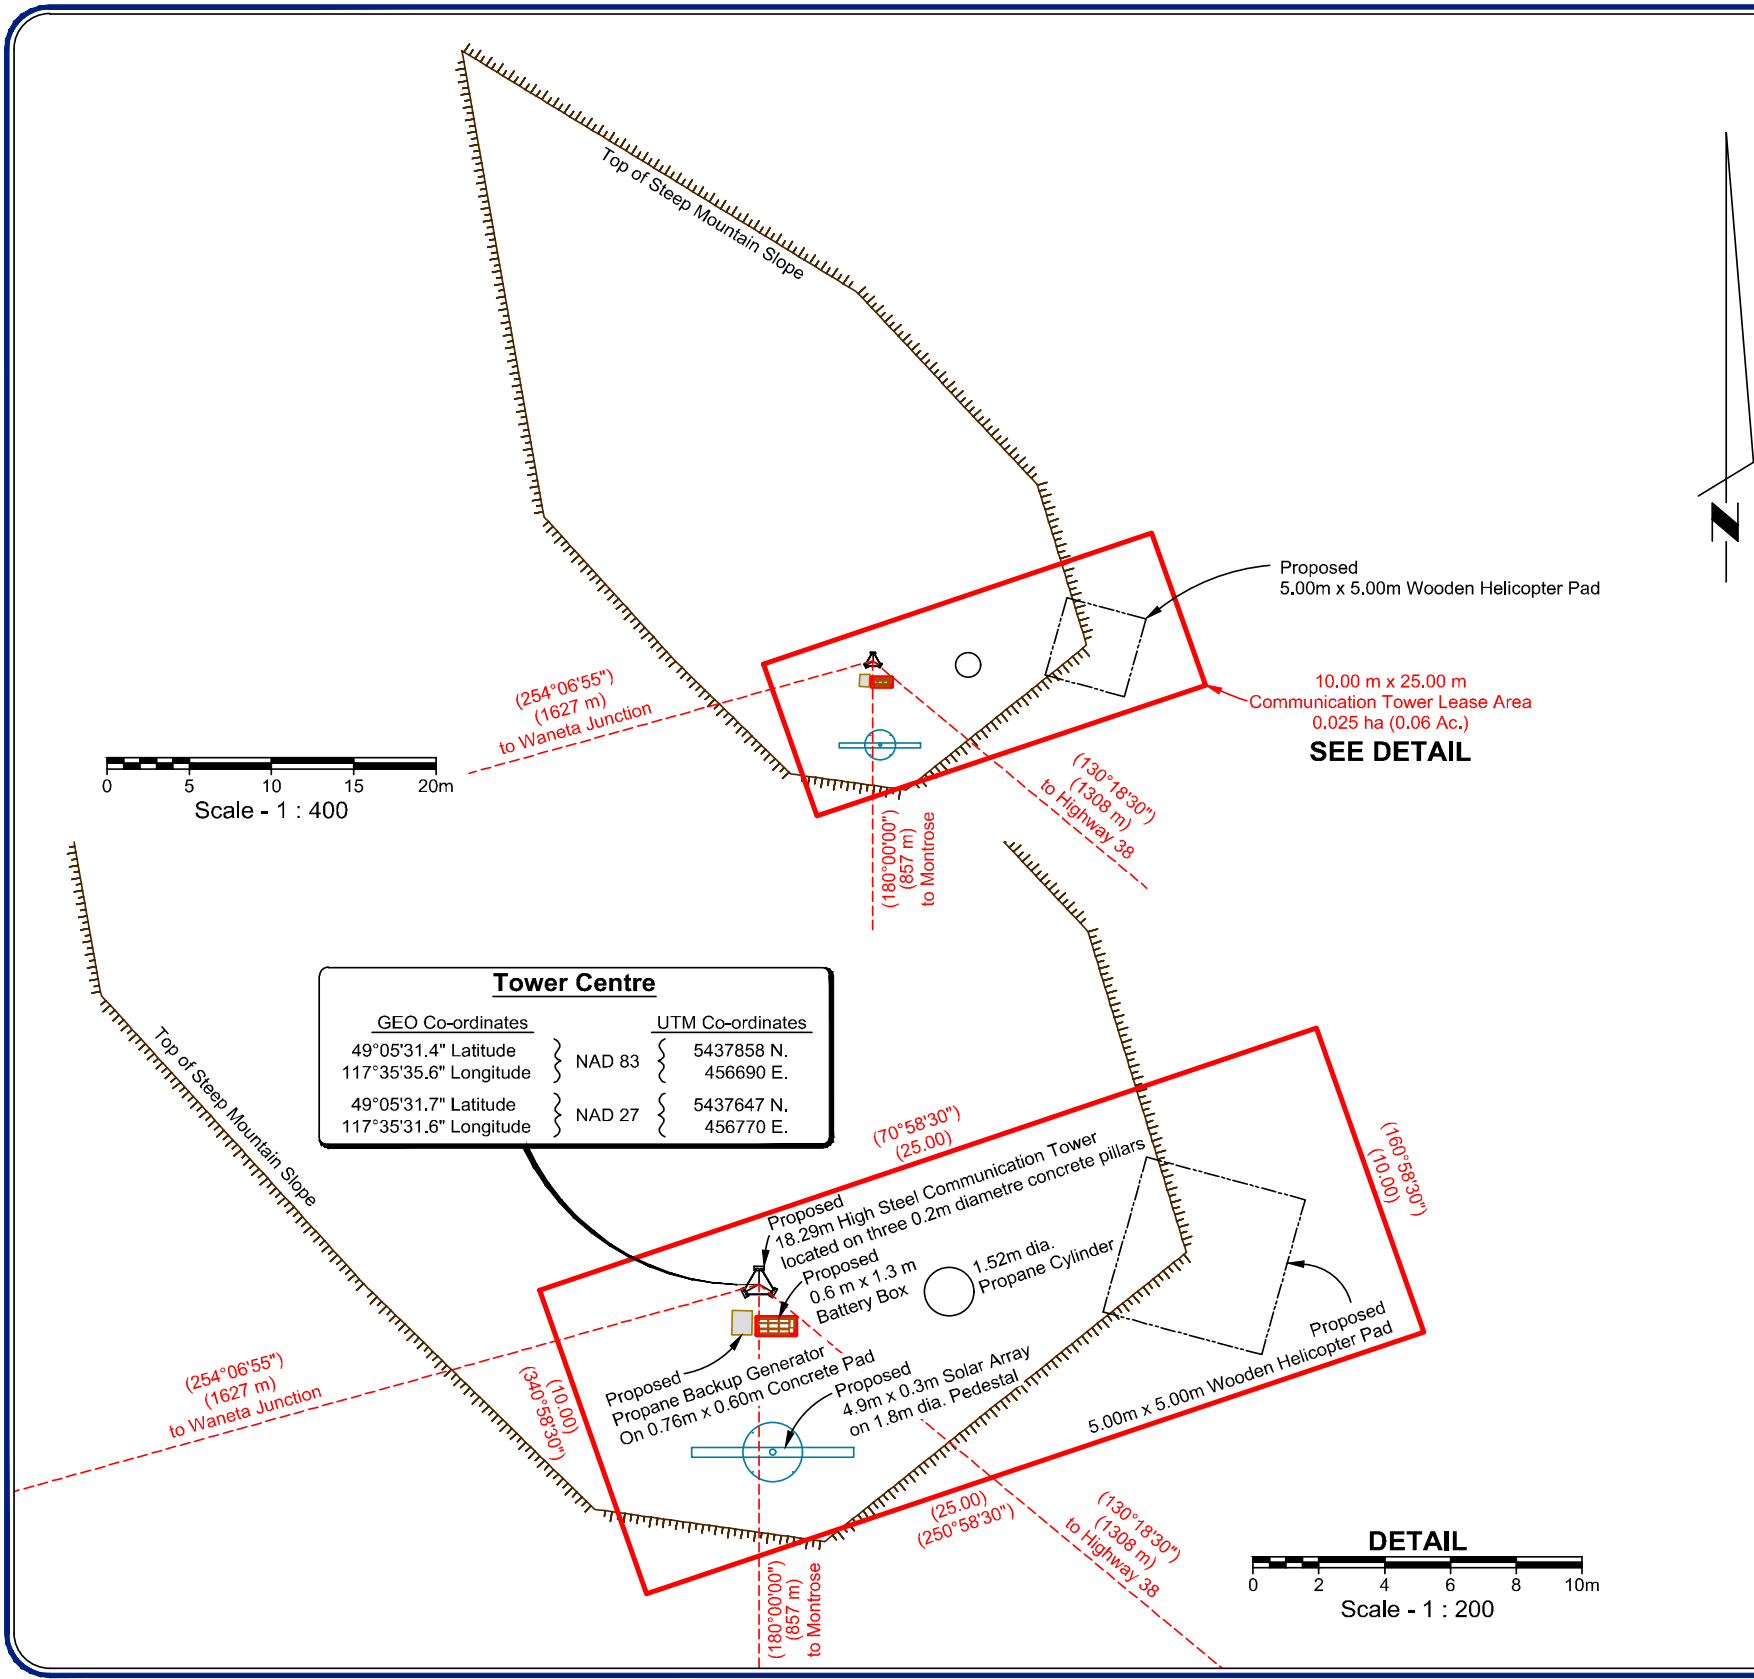 Top of Steep Mountain Slope
Proposed
5.00m x 5.00m Wooden Helicopter Pad
N
(254°06'55")
(1627 m)
to Waneta Junction
10.00 m x 25.00 m
Communication Tower Lease Area
0.025 ha (0.06 Ac.)
SEE DETAIL
0 5 10 15 20m
Scale - 1 : 400
(130°18'30")
(1308 m)
to Highway 38
(180°00'00")
(857 m)
to Montrose
Tower Centre
GEO Co-ordinates UTM Co-ordinates
49°05'31.4" Latitude NAD 83 5437858 N.
117°35'35.6" Longitude 456690 E.
49°05'31.7" Latitude NAD 27 5437647 N.
117°35'31.6" Longitude 456770 E.
Top of Steep Mountain Slope
(70°58'30")
(25.00)
(160°58'30")
(10.00)
Proposed
18.29m High Steel Communication Tower
located on three 0.2m diametre concrete pillars
Proposed
0.6 m x 1.3 m
Battery Box
1.52m dia.
Propane Cylinder
Proposed
5.00m x 5.00m Wooden Helicopter Pad
(254°06'55")
(1627 m)
to Waneta Junction
(10.00)
(340°58'30")
Proposed
Propane Backup Generator
On 0.76m x 0.60m Concrete Pad
Proposed
4.9m x 0.3m Solar Array
on 1.8m dia. Pedestal
(25.00)
(250°58'30")
(130°18'30")
(1308 m)
to Highway 38
(180°00'00")
(857 m)
to Montrose
DETAIL
0 2 4 6 8 10m
Scale - 1 : 200